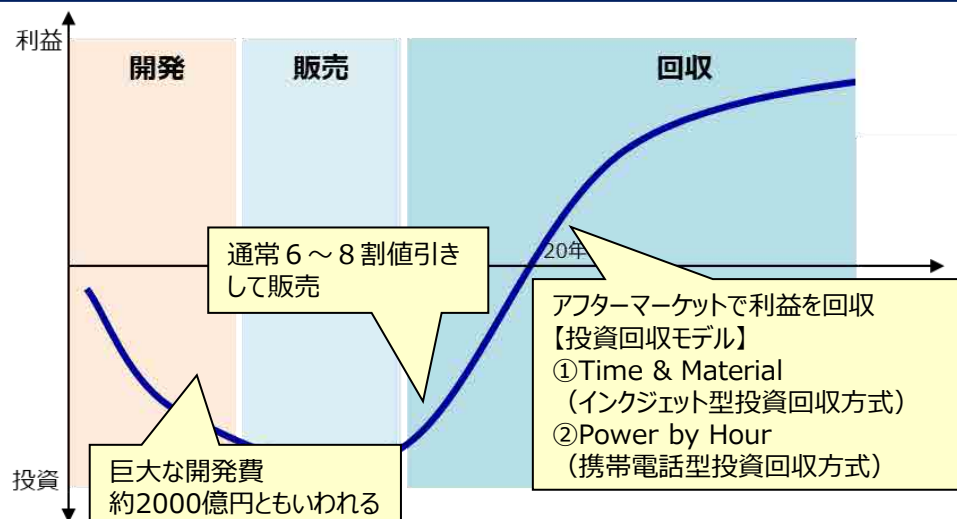 利益
開発
販売
回収
通常６～８割値引き
して販売
20年
アフターマーケットで利益を回収
【投資回収モデル】
①Time & Material
（インクジェット型投資回収方式）
②Power by Hour
（携帯電話型投資回収方式）
投資
巨大な開発費
約2000億円ともいわれる